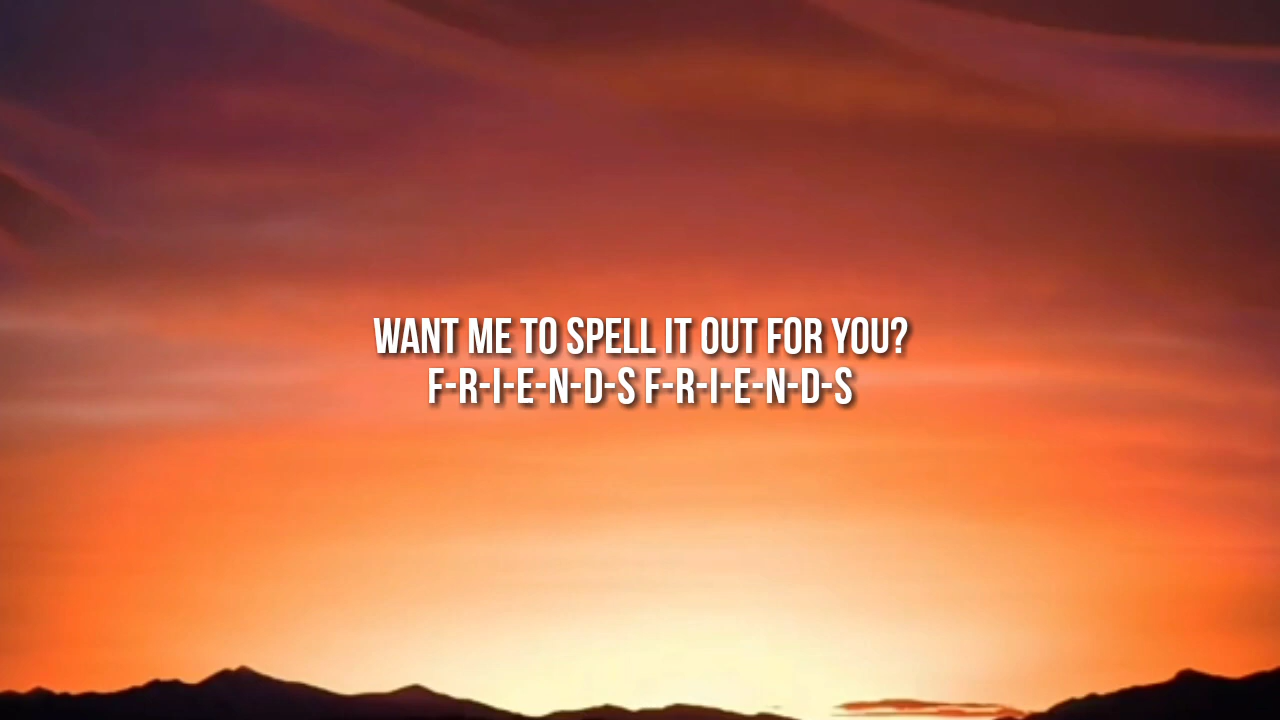 WANT ME TO SPELL IT OUT FOR YOU?
F-R-I-E-N-D-S F-R-I-E-N-D-S